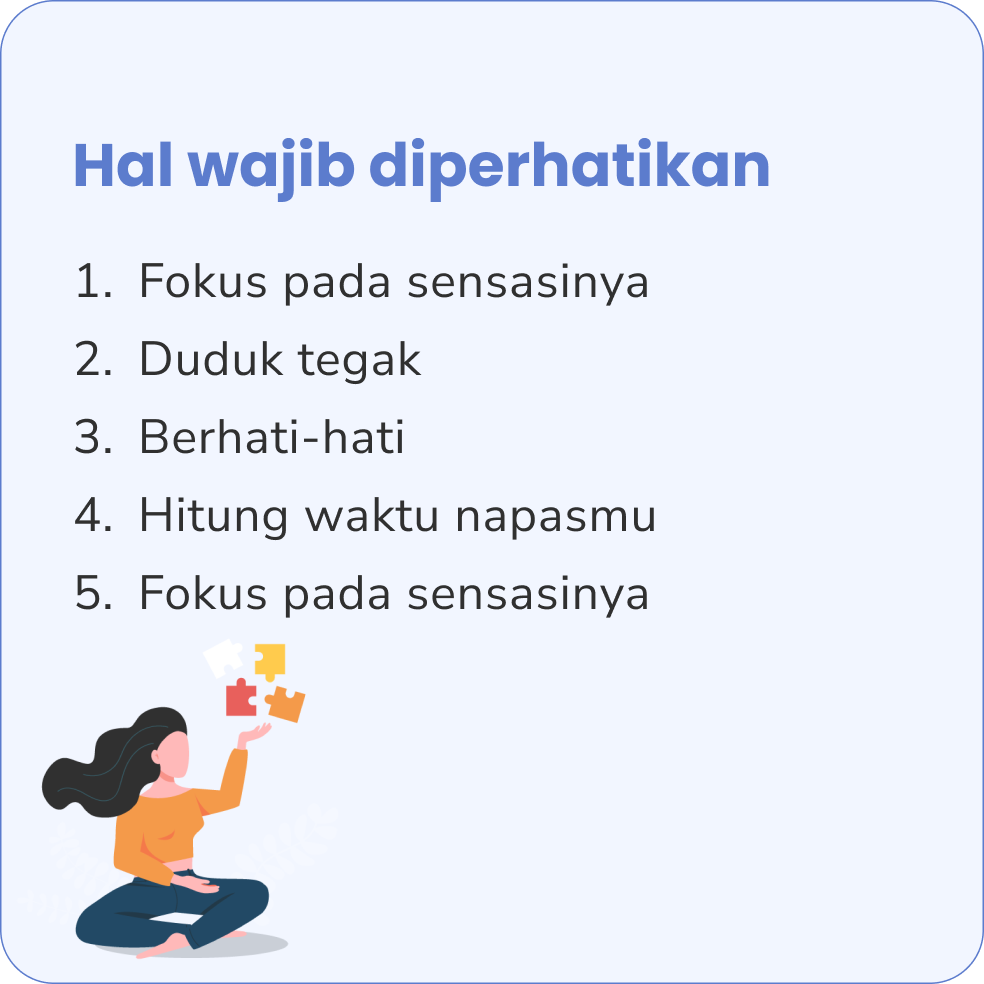 Hal wajib diperhatikan
1. Fokus pada sensasinya
2. Duduk tegak
3. Berhati-hati
4. Hitung waktu napasmu
5. Fokus pada sensasinya